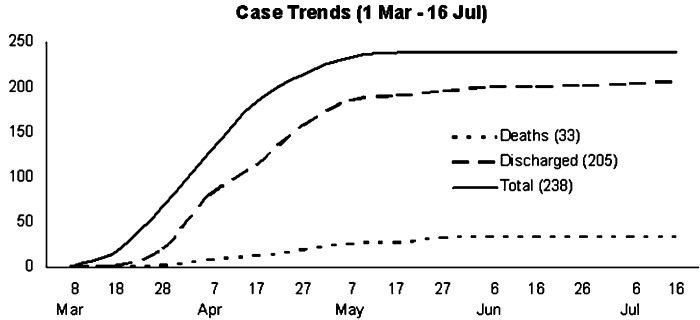 Case Trends (1 Mar - 16 Jul)
250
200
150
100
50
0
Deaths (33)
Discharged (205)
Total (238)
8 18 28 7 17 27 7 17 27 6 16 26 6 16
Mar Apr May Jun Jul